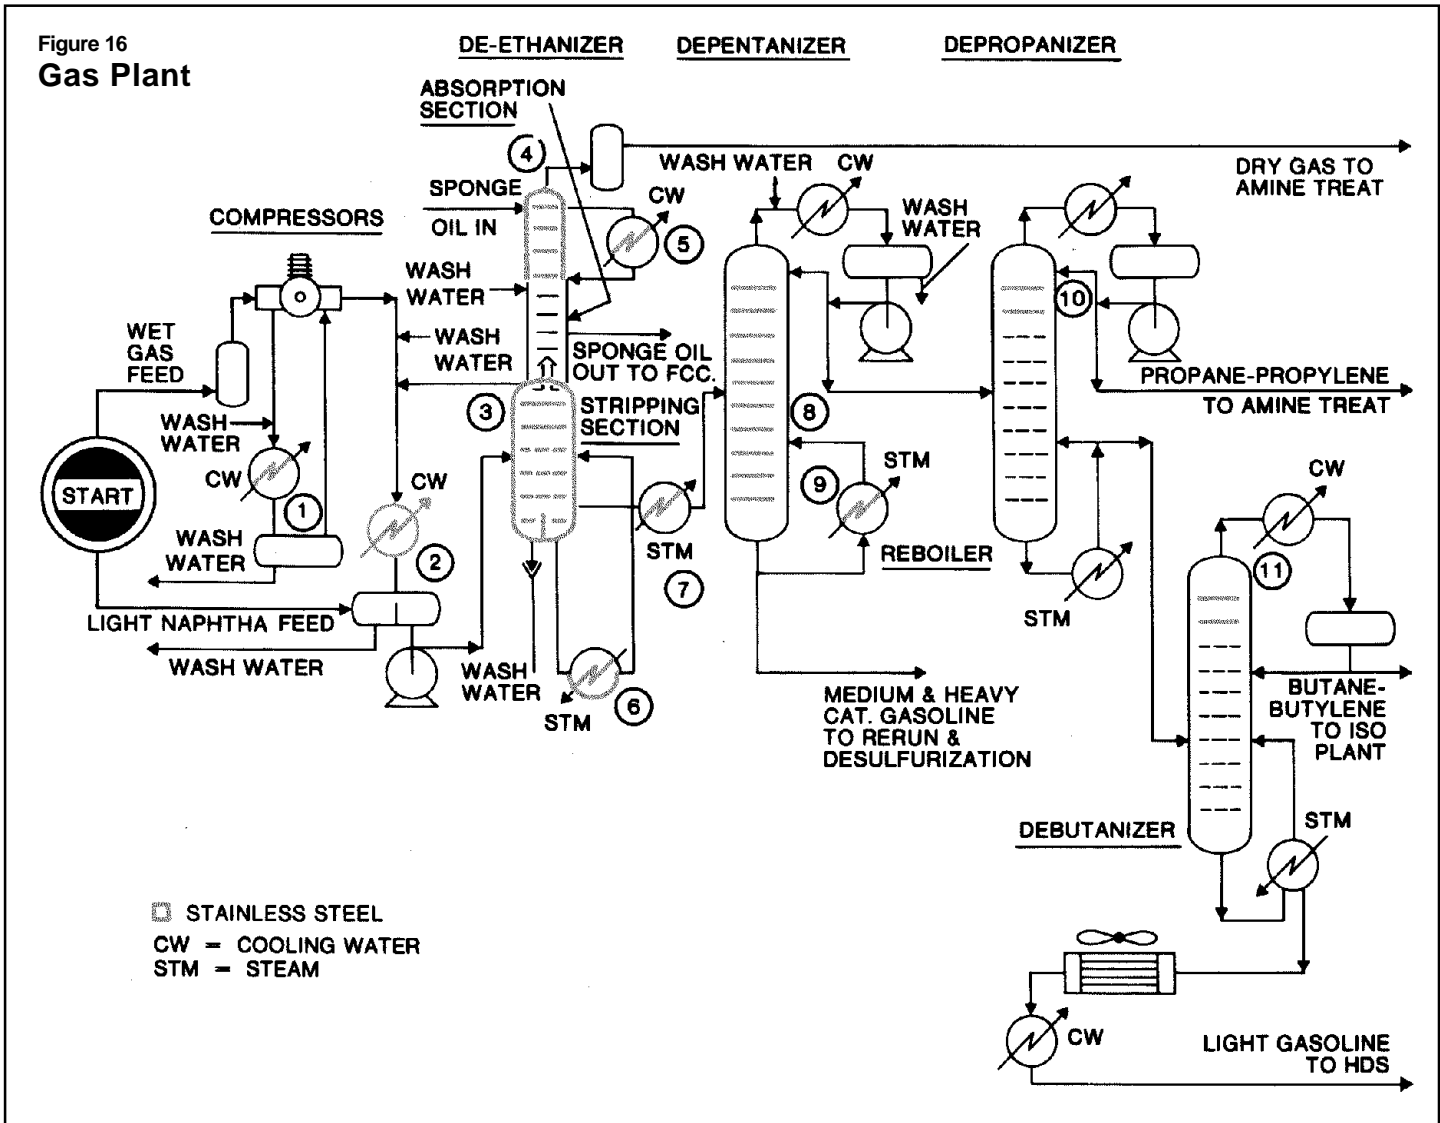 Figure 16
Gas Plant
DE-ETHANIZER
DEPENTANIZER
DEPROPANIZER
ABSORPTION
SECTION
4
WASH WATER
CW
DRY GAS TO
AMINE TREAT
SPONGE
OIL IN
CW
5
WASH
WATER
COMPRESSORS
WASH
WATER
10
WET
GAS
FEED
WASH
WATER
SPONGE OIL
OUT TO FCC.
PROPANE-PROPYLENE
TO AMINE TREAT
3
STRIPPING
SECTION
8
WASH
WATER
CW
START
1
CW
STM
9
CW
WASH
WATER
2
STM
7
REBOILER
11
STM
LIGHT NAPHTHA FEED
WASH WATER
WASH
WATER
6
STM
MEDIUM & HEAVY
CAT. GASOLINE
TO RERUN &
DESULFURIZATION
BUTANE-
BUTYLENE
TO ISO
PLANT
DEBUTANIZER
STM
STAINLESS STEEL
CW = COOLING WATER
STM = STEAM
CW
LIGHT GASOLINE
TO HDS